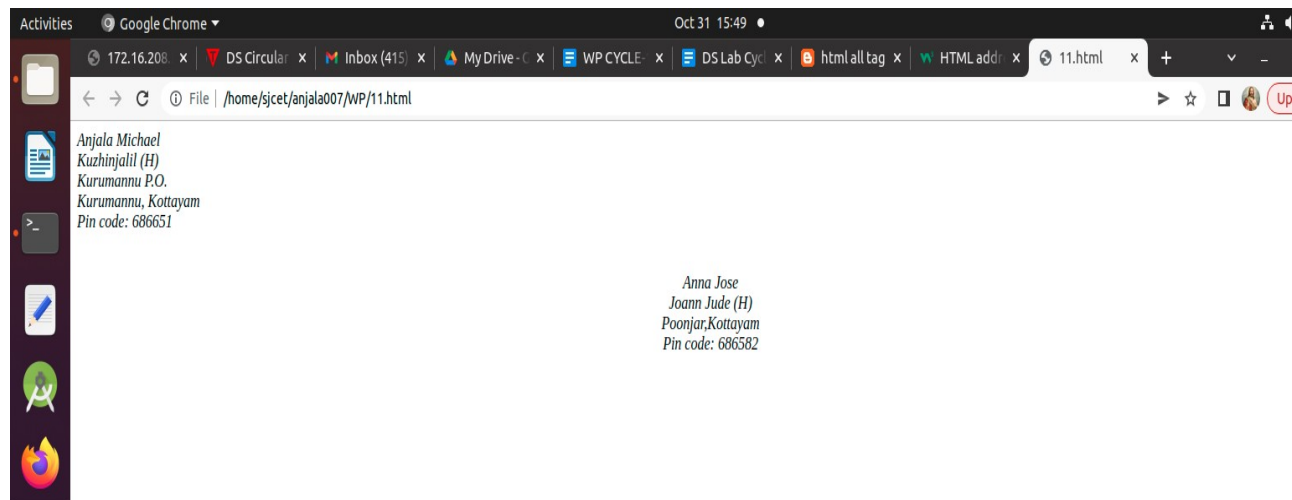 Activities Google Chrome Oct 31 15:49
172.16.208. DS Circular Inbox (415) My Drive - WP CYCLE- DS Lab Cycl html all tag HTML addr 11.html
File /home/sjcet/anjala007/WP/11.html Up
Anjala Michael
Kuzhinjalil (H)
Kurumannu P.O.
Kurumannu, Kottayam
Pin code: 686651
Anna Jose
Joann Jude (H)
Poonjar,Kottayam
Pin code: 686582